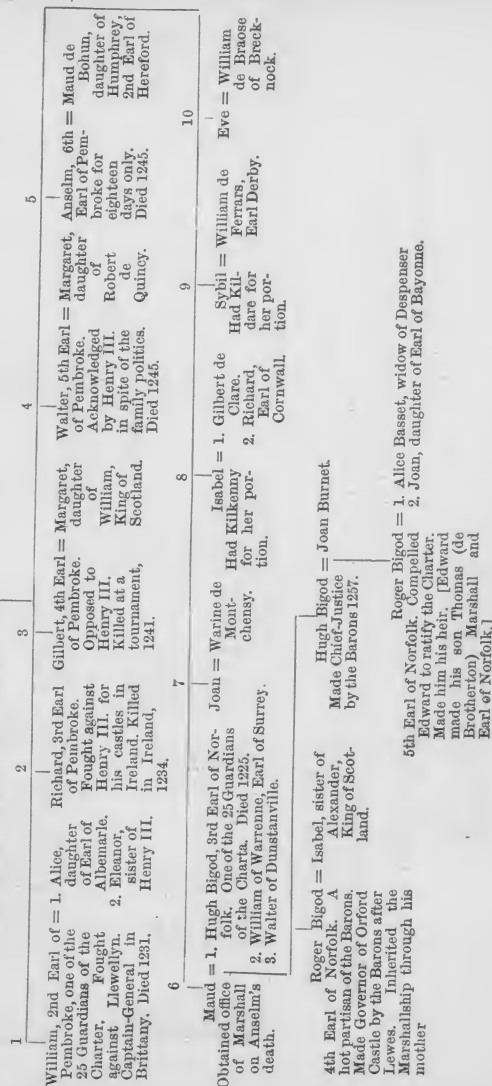 1
William, 2nd Earl of = 1. Alice,
Pembroke, one of the daughter
25 Guardians of the of Earl of
Charter. Fought Albemarle.
against Llewellyn. 2. Eleanor,
Captain-General in sister of
Brittany. Died 1231. Henry III.
2
Richard, 3rd Earl
of Pembroke.
Fought against
Henry III. for
his castles in
Ireland. Killed
in Ireland,
1234.
3
Gilbert, 4th Earl = Margaret,
of Pembroke. daughter
Opposed to of
Henry III. William,
Killed at a King of
tournament, Scotland.
1241.
4
Walter, 5th Earl = Margaret,
of Pembroke. daughter
Acknowledged of
by Henry III. Robert
in spite of the de
family politics. Quincy.
Died 1245.
5
Anselm, 6th = Maud de
Earl of Pem- Bohun,
broke for daughter of
eighteen Humphrey,
days only. 2nd Earl of
Died 1245. Hereford.
6
Maud = 1. Hugh Bigod, 3rd Earl of Nor-
Obtained office folk. One of the 25 Guardians
of Marshall of the Charta. Died 1225.
on Anselm's 2. William of Warrenne, Earl of Surrey.
death. 3. Walter of Dunstanville.
7
Joan = Warine de
Mont-
chensy.
8
Isabel = 1. Gilbert de
Had Kilkenny Clare.
for her por- 2. Richard,
tion. Earl of
Cornwall.
9
Sybil = William de
Had Kil- Ferrars,
dare for Earl Derby.
her por-
tion.
10
Eve = William
de Braose
of Breck-
nock.
Roger Bigod = Isabel, sister of
4th Earl of Norfolk. A Alexander,
hot partisan of the Barons. King of Scot-
Made Governor of Orford land.
Castle by the Barons after
Lewes. Inherited the
Marshallship through his
mother
Hugh Bigod = Joan Burnet.
Made Chief-Justice
by the Barons 1257.
Roger Bigod = 1. Alice Basset, widow of Despenser
5th Earl of Norfolk. Compelled 2. Joan, daughter of Earl of Bayonne.
Edward to ratify the Charter.
Made him his heir. [Edward
made his son Thomas (de
Brotherton) Marshall and
Earl of Norfolk.]